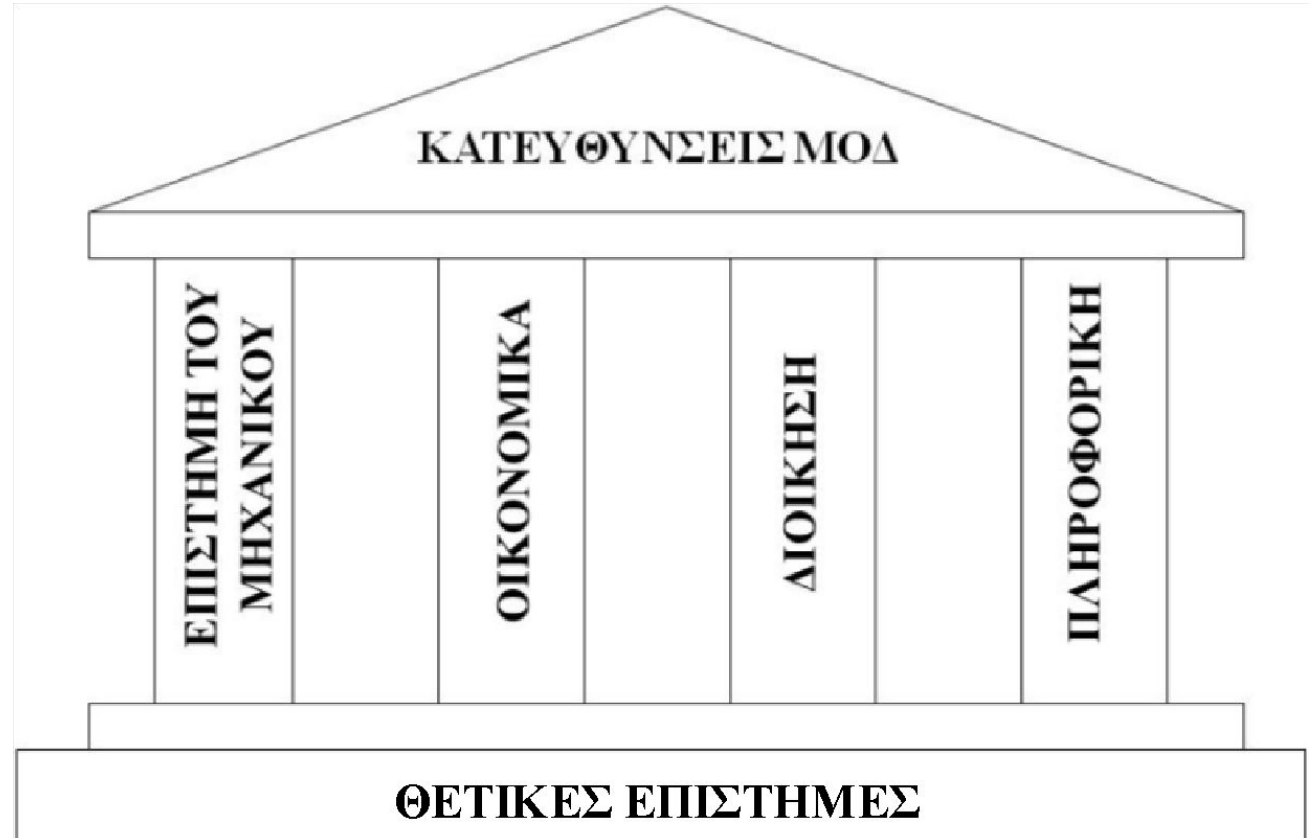 ΚΑΤΕΥΘΥΝΣΕΙΣ ΜΟΔ
ΕΠΙΣΤΗΜΗ ΤΟΥ
ΜΗΧΑΝΙΚΟΥ
ΟΙΚΟΝΟΜΙΚΑ
ΔΙΟΙΚΗΣΗ
ΠΛΗΡΟΦΟΡΙΚΗ
ΘΕΤΙΚΕΣ ΕΠΙΣΤΗΜΕΣ